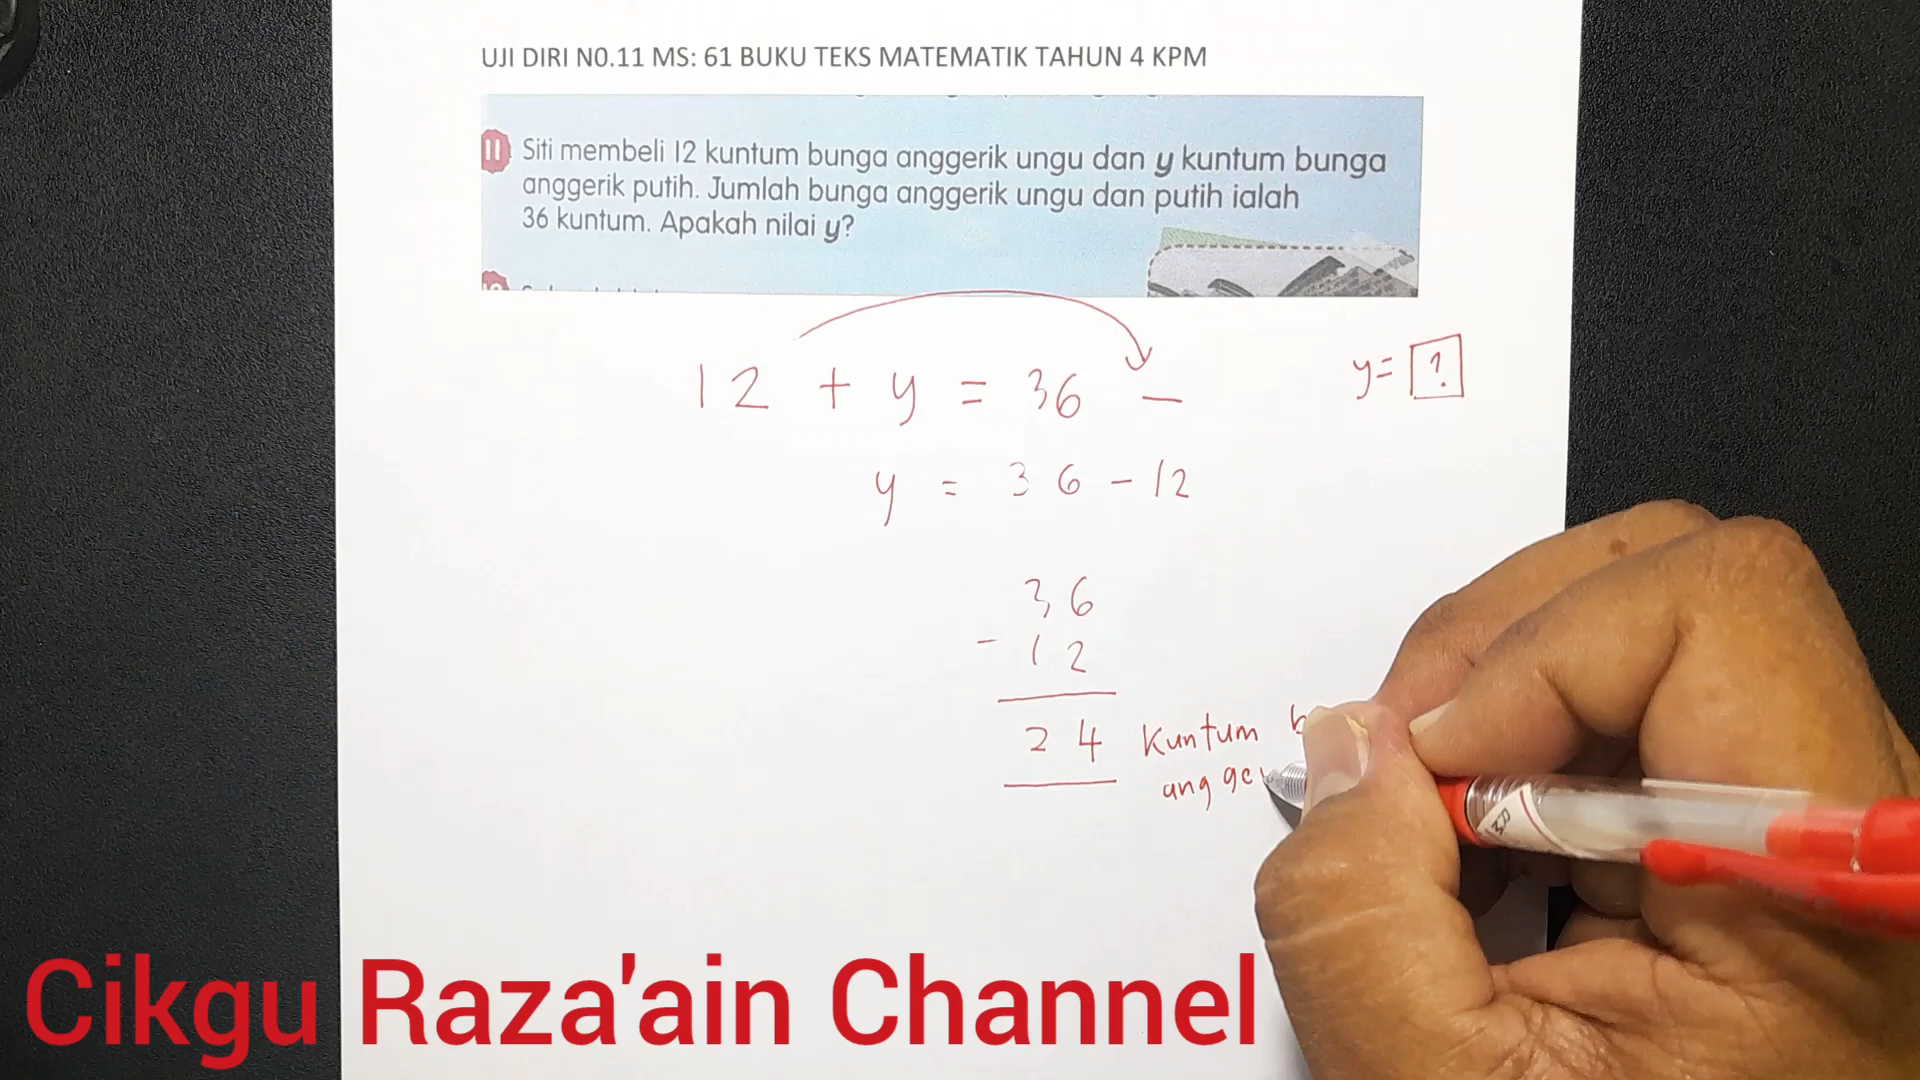 UJI DIRI NO.11 MS: 61 BUKU TEKS MATEMATIK TAHUN 4 KPM
11 Siti membeli 12 kuntum bunga anggerik ungu dan y kuntum bunga
anggerik putih. Jumlah bunga anggerik ungu dan putih ialah
36 kuntum. Apakah nilai y?
12 + y = 36 −
y = ?
y = 36 - 12
36
- 12
24 Kuntum b
angge
Cikgu Raza'ain Channel